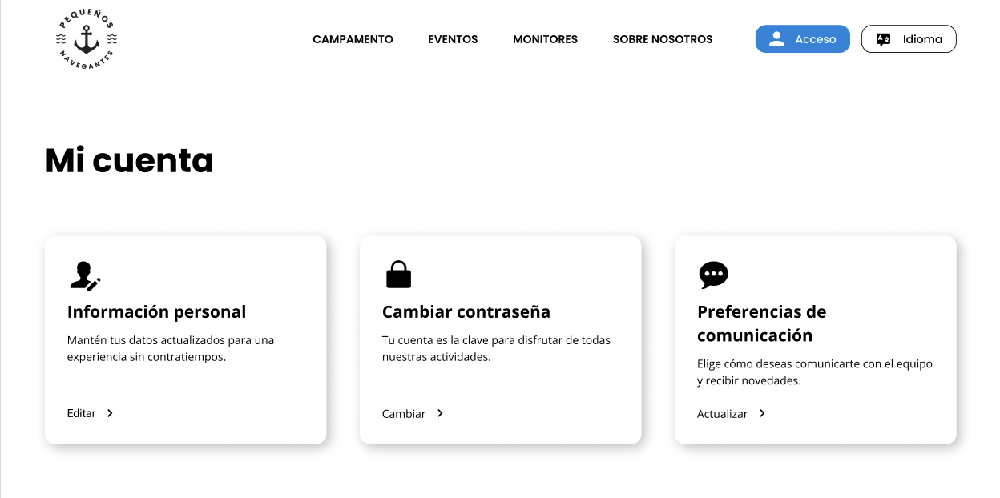 PEQUEÑOS
NAVEGANTES
CAMPAMENTO
EVENTOS
MONITORES
SOBRE NOSOTROS
Acceso
Idioma
Mi cuenta
Información personal
Mantén tus datos actualizados para una
experiencia sin contratiempos.
Editar
Cambiar contraseña
Tu cuenta es la clave para disfrutar de todas
nuestras actividades.
Cambiar
Preferencias de
comunicación
Elige cómo deseas comunicarte con el equipo
y recibir novedades.
Actualizar